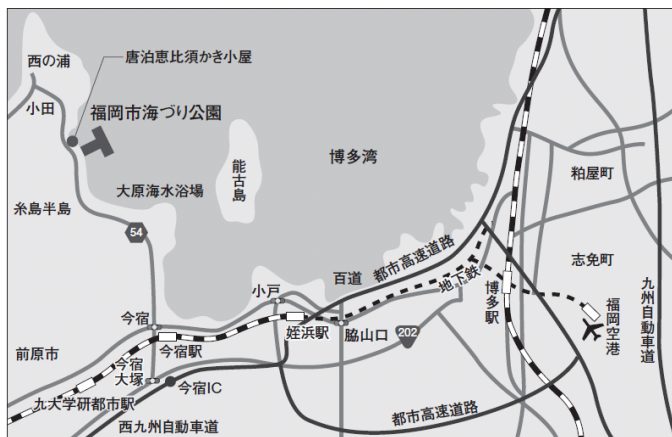 西の浦
唐泊恵比須かき小屋
小田
福岡市海づり公園
能古島
博多湾
粕屋町
大原海水浴場
糸島半島
54
志免町
都市高速道路
百道
地下鉄
小戸
博多駅
九州自動車道
福岡空港
今宿
姪浜駅
脇山口
202
今宿駅
前原市
今宿
大塚
今宿IC
九大学研都市駅
都市高速道路
西九州自動車道